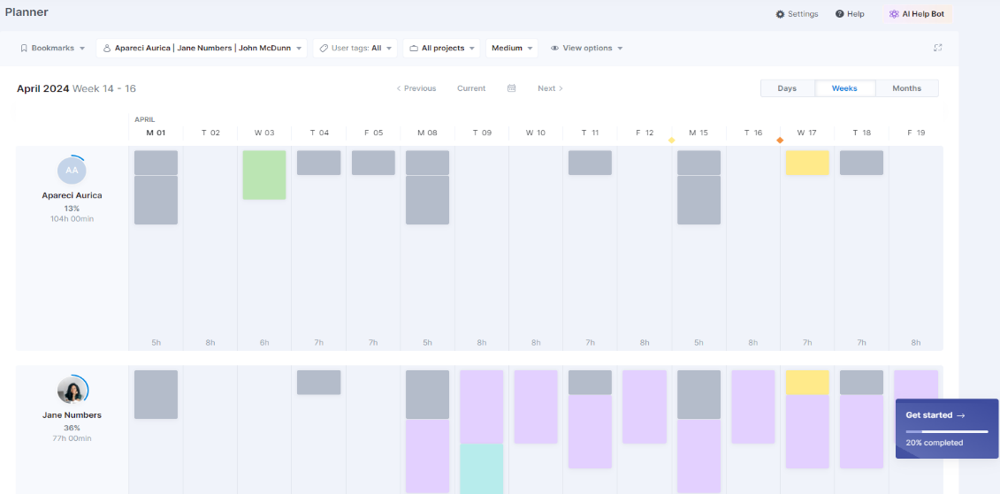 Planner
Settings Help AI Help Bot
Bookmarks Apareci Aurica | Jane Numbers | John McDunn User tags: All All projects Medium View options
April 2024 Week 14 - 16 Previous Current Next Days Weeks Months
APRIL
M 01 T 02 W 03 T 04 F 05 M 08 T 09 W 10 T 11 F 12 M 15 T 16 W 17 T 18 F 19
AA
Apareci Aurica
13%
104h 00min
5h 8h 6h 7h 7h 5h 8h 8h 7h 8h 5h 8h 7h 7h 8h
Jane Numbers
36%
77h 00min
Get started →
20% completed